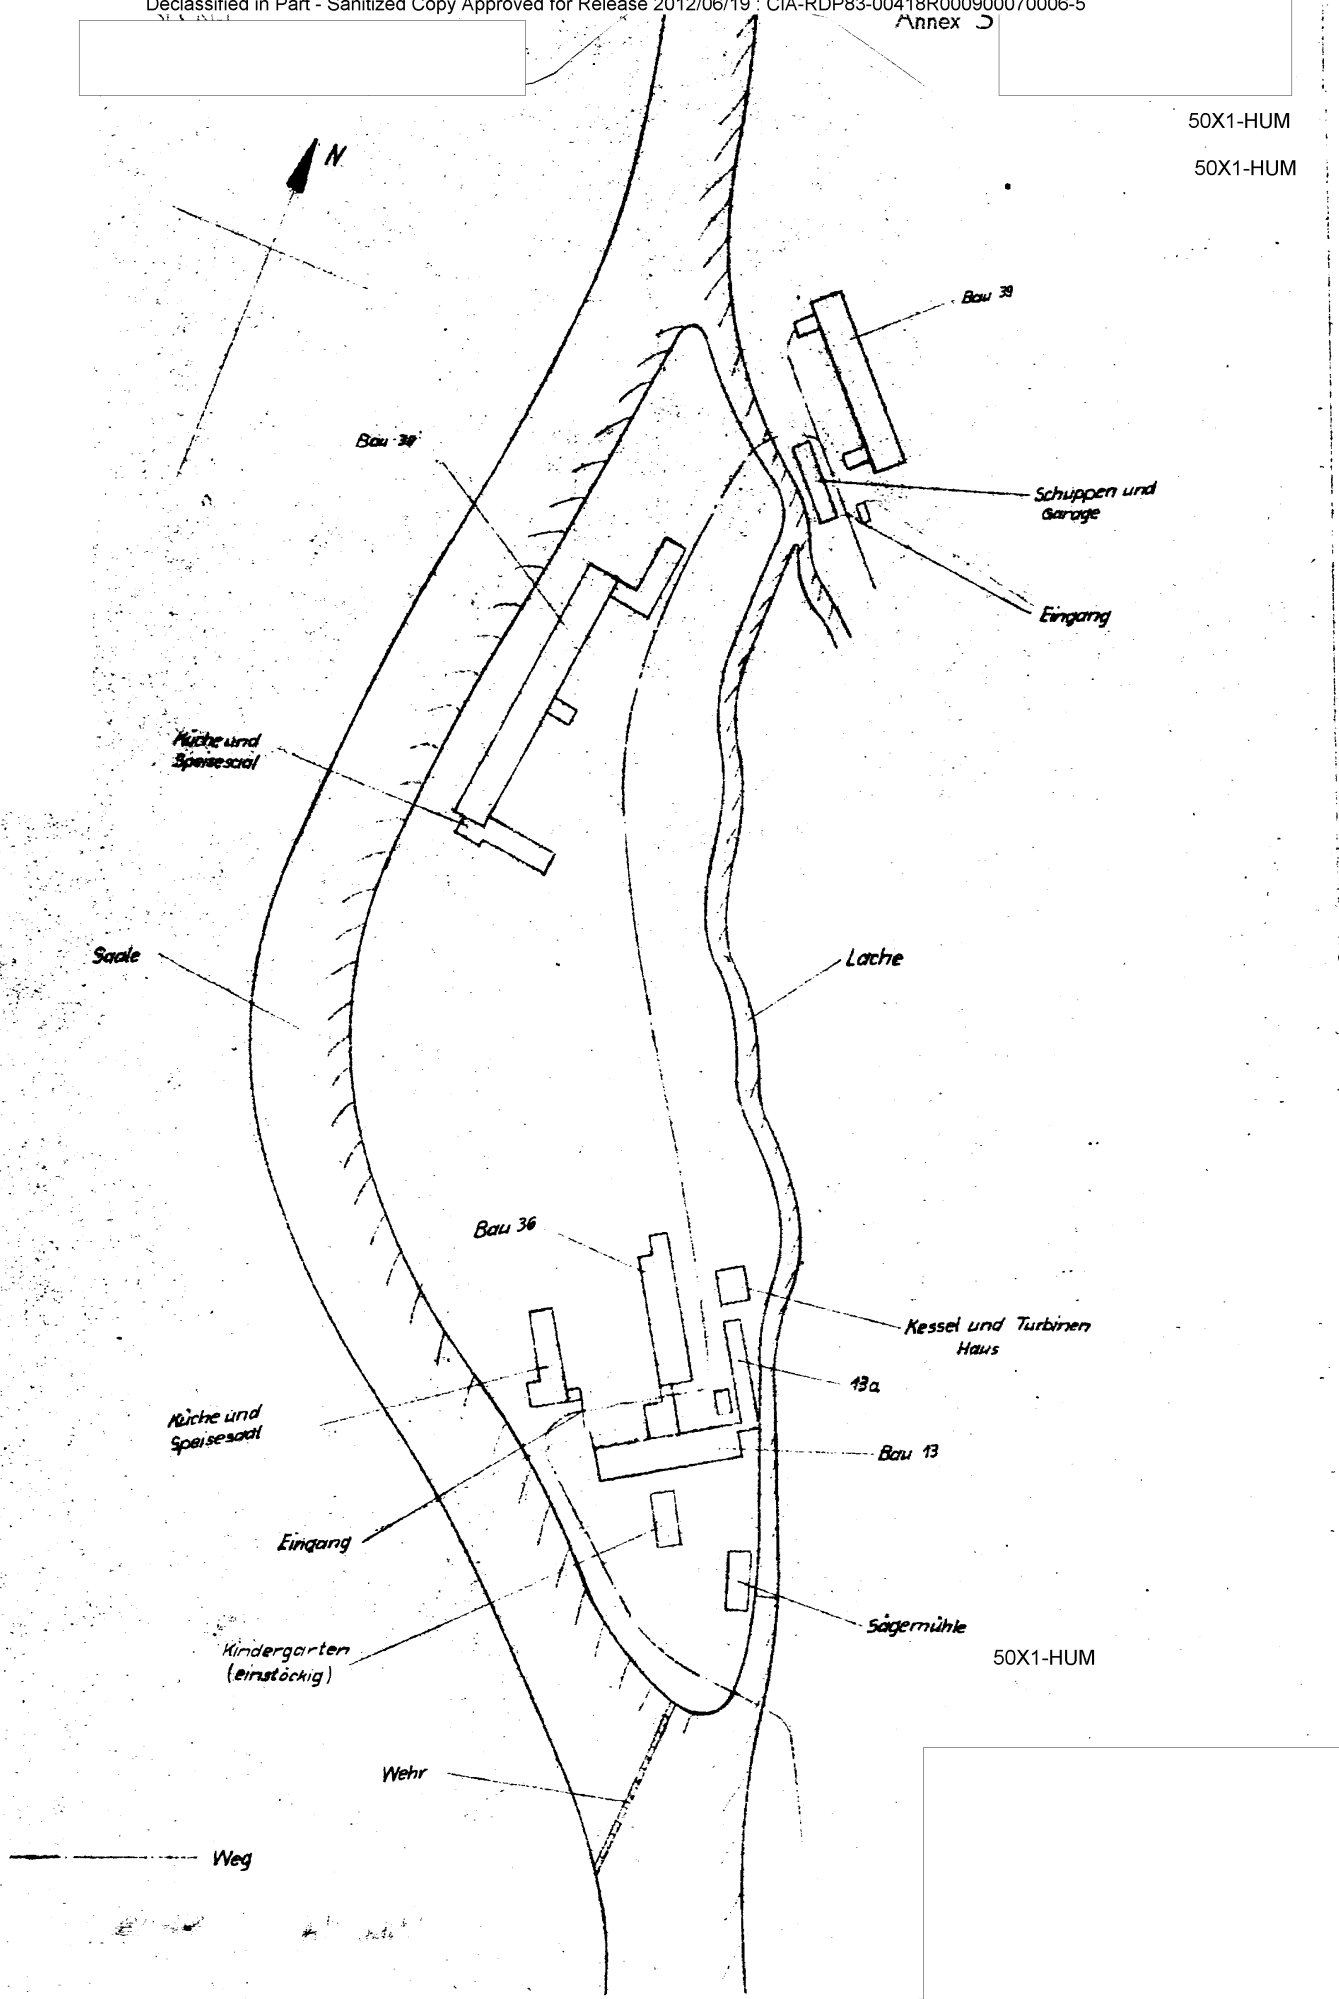 Declassified in Part - Sanitized Copy Approved for Release 2012/06/19 : CIA-RDP83-00418R000900070006-5
Annex
50X1-HUM
50X1-HUM
N
Bau 39
Bau
Schuppen und
Garage
Eingang
Küche und
Speisesaal
Saale
Lache
Bau 36
Kessel und Turbinen
Haus
13a
Küche und
Speisesaal
Bau 13
Eingang
Sägemühle
Kindergarten
(einstöckig)
50X1-HUM
Wehr
Weg